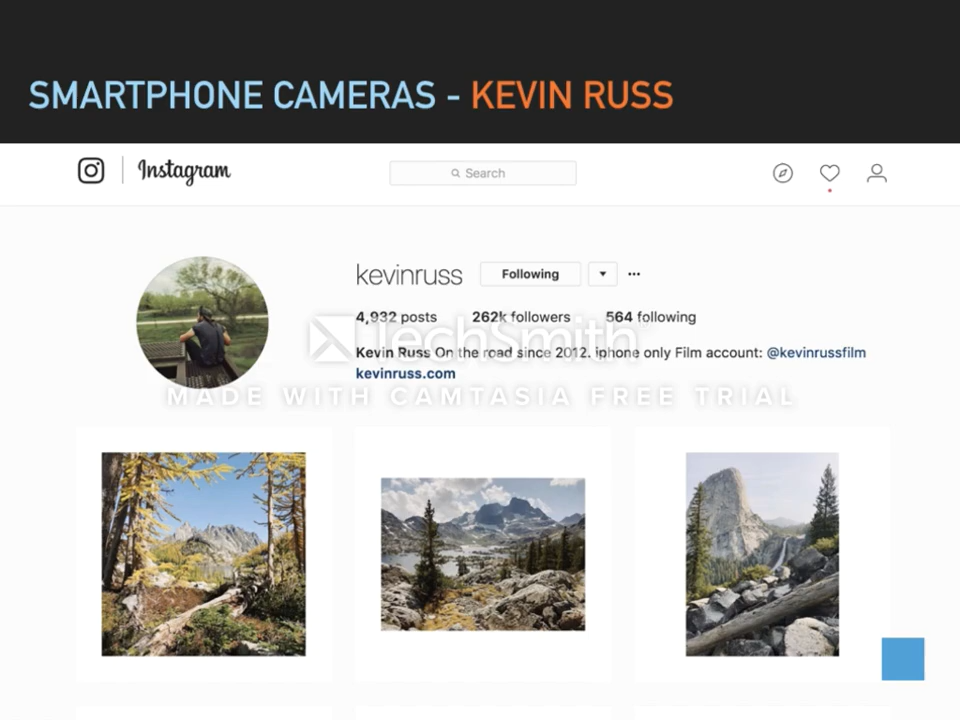 SMARTPHONE CAMERAS - KEVIN RUSS
Instagram
Search
kevinruss Following
4,932 posts 262k followers 564 following
TechSmith
Kevin Russ On the road since 2012. iphone only Film account: @kevinrussfilm
kevinruss.com
MADE WITH CAMTASIA FREE TRIAL